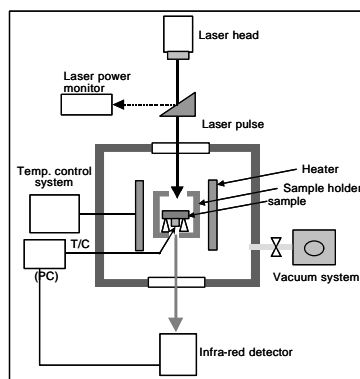 Laser head
Laser power
monitor
Laser pulse
Temp. control
system
Heater
Sample holder
sample
T/C
(PC)
Vacuum system
Infra-red detector